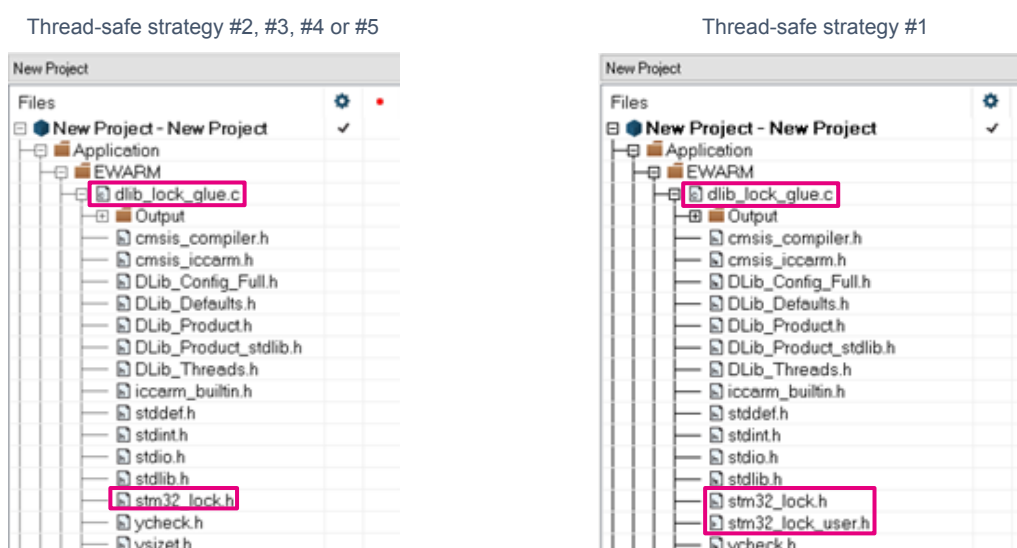 Thread-safe strategy #2, #3, #4 or #5
New Project
Files
New Project - New Project
Application
EWARM
dlib_lock_glue.c
Output
cmsis_compiler.h
cmsis_iccarm.h
DLib_Config_Full.h
DLib_Defaults.h
DLib_Product.h
DLib_Product_stdlib.h
DLib_Threads.h
iccarm_builtin.h
stddef.h
stdint.h
stdio.h
stdlib.h
stm32_lock.h
ycheck.h
ysizet.h
Thread-safe strategy #1
New Project
Files
New Project - New Project
Application
EWARM
dlib_lock_glue.c
Output
cmsis_compiler.h
cmsis_iccarm.h
DLib_Config_Full.h
DLib_Defaults.h
DLib_Product.h
DLib_Product_stdlib.h
DLib_Threads.h
iccarm_builtin.h
stddef.h
stdint.h
stdio.h
stdlib.h
stm32_lock.h
stm32_lock_user.h
ycheck.h